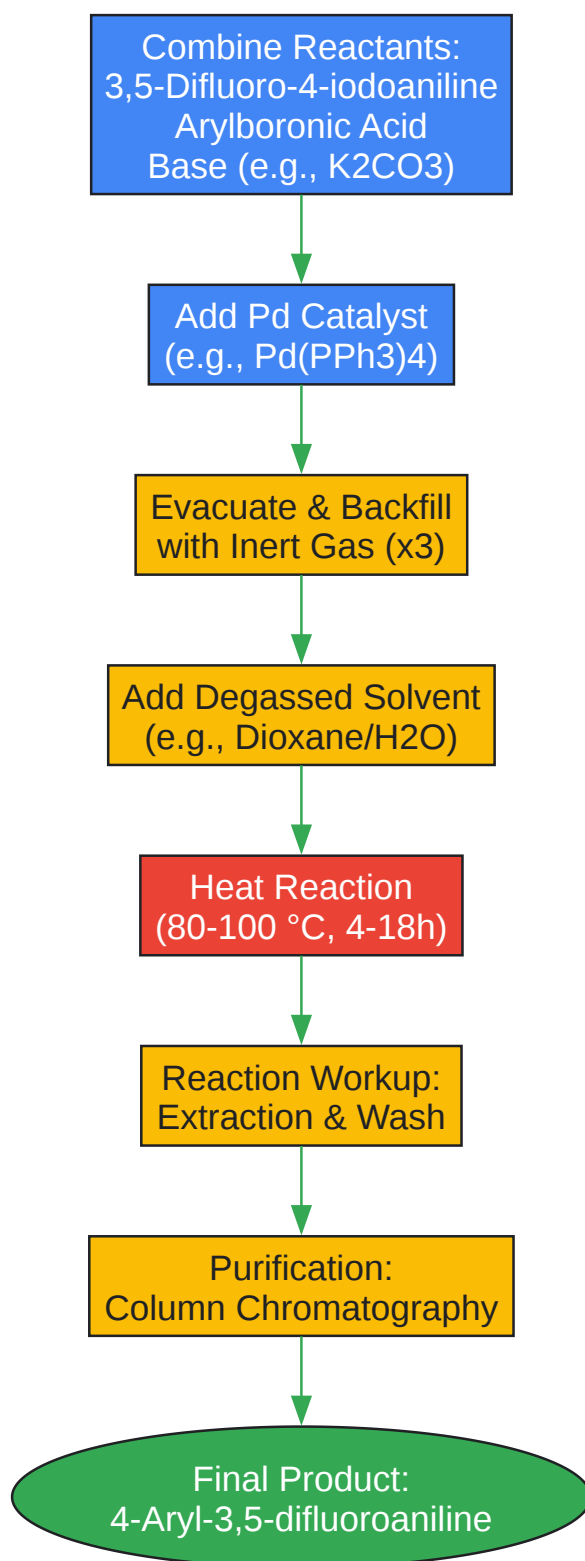 Combine Reactants:
3,5-Difluoro-4-iodoaniline
Arylboronic Acid
Base (e.g., K2CO3)
Add Pd Catalyst
(e.g., Pd(PPh3)4)
Evacuate & Backfill
with Inert Gas (x3)
Add Degassed Solvent
(e.g., Dioxane/H2O)
Heat Reaction
(80-100 °C, 4-18h)
Reaction Workup:
Extraction & Wash
Purification:
Column Chromatography
Final Product:
4-Aryl-3,5-difluoroaniline